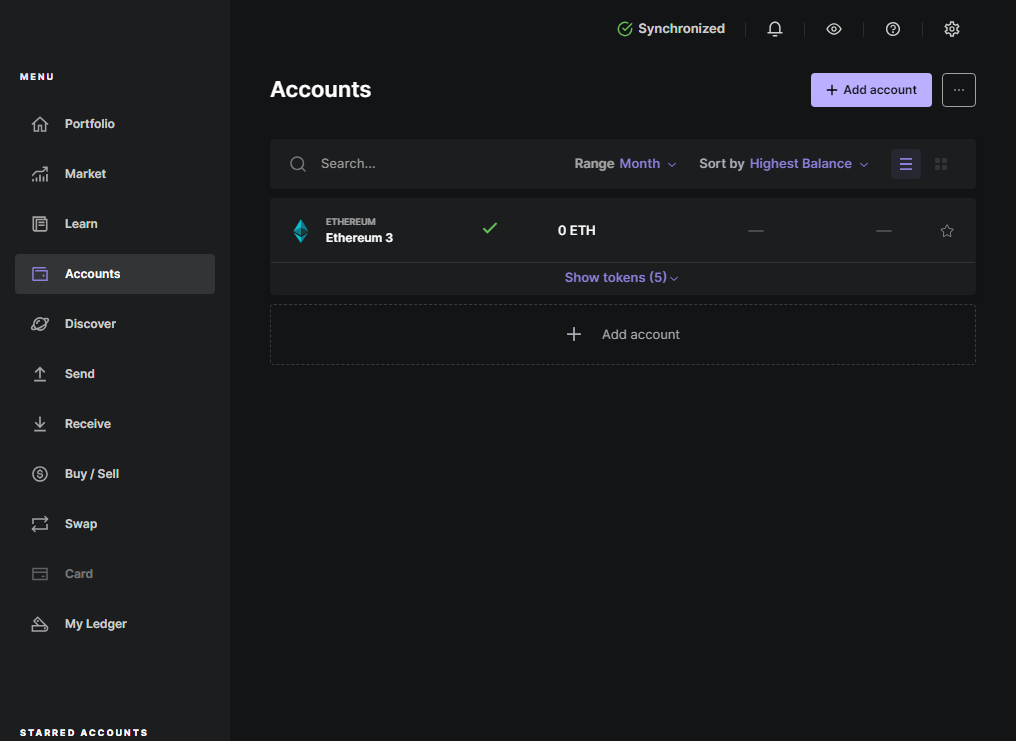 Synchronized
MENU
Portfolio
Market
Learn
Accounts
Discover
Send
Receive
Buy / Sell
Swap
Card
My Ledger
STARRED ACCOUNTS
Accounts
+ Add account
...
Search...
Range Month
Sort by Highest Balance
ETHEREUM
Ethereum 3
0 ETH
—
—
Show tokens (5)
+ Add account